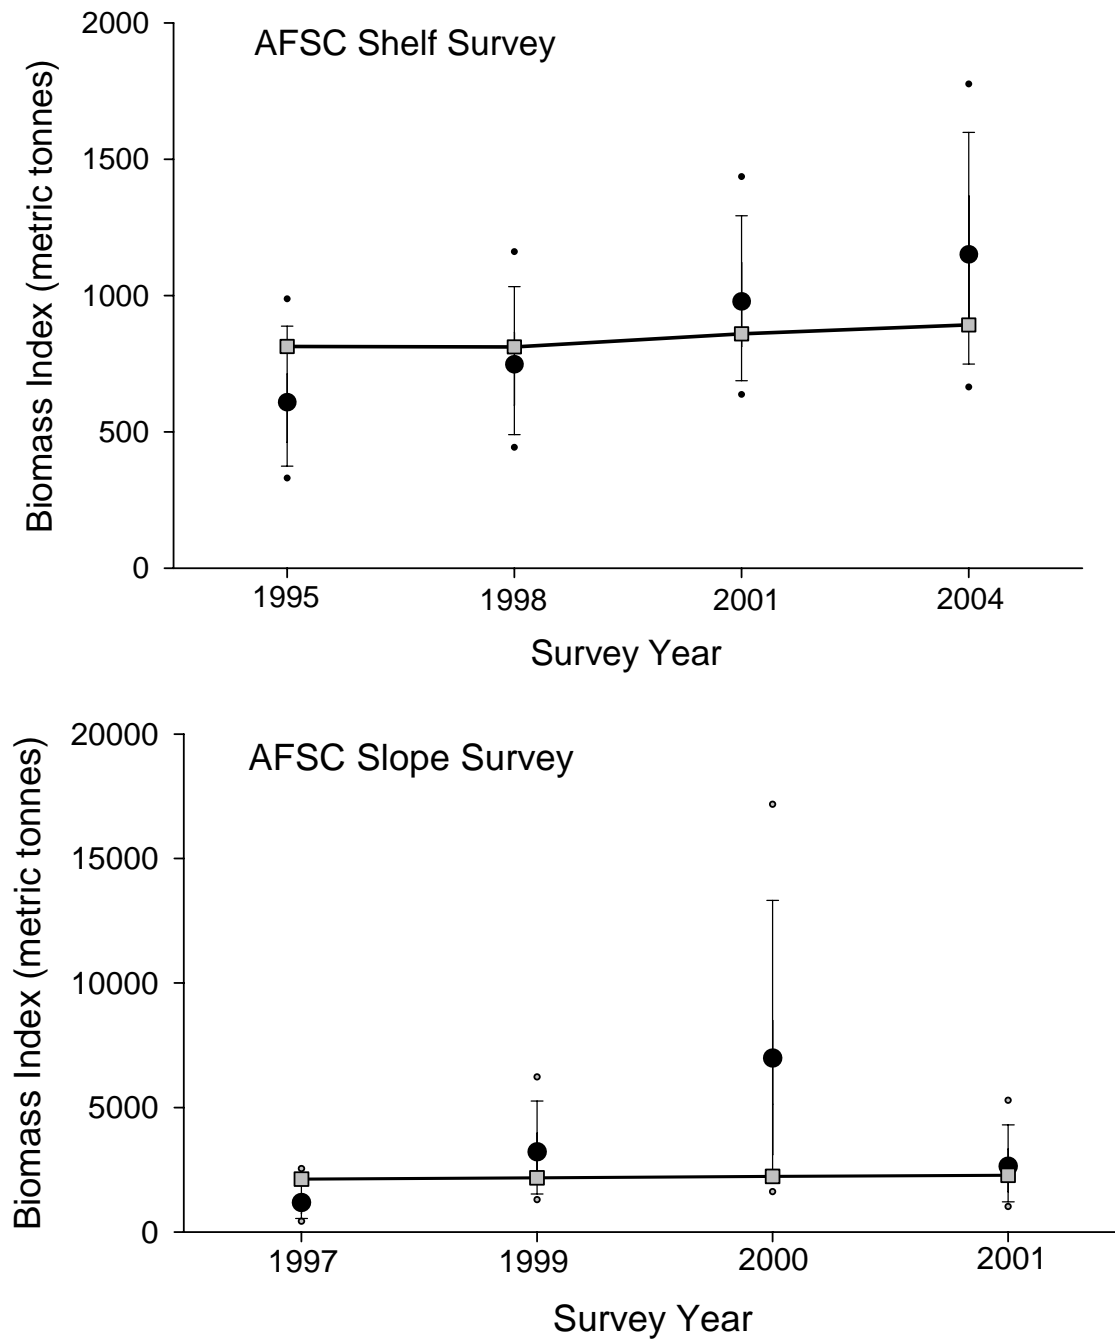 AFSC Shelf Survey
Biomass Index (metric tonnes)
2000
1500
1000
500
0
1995 1998 2001 2004
Survey Year
AFSC Slope Survey
Biomass Index (metric tonnes)
20000
15000
10000
5000
0
1997 1999 2000 2001
Survey Year